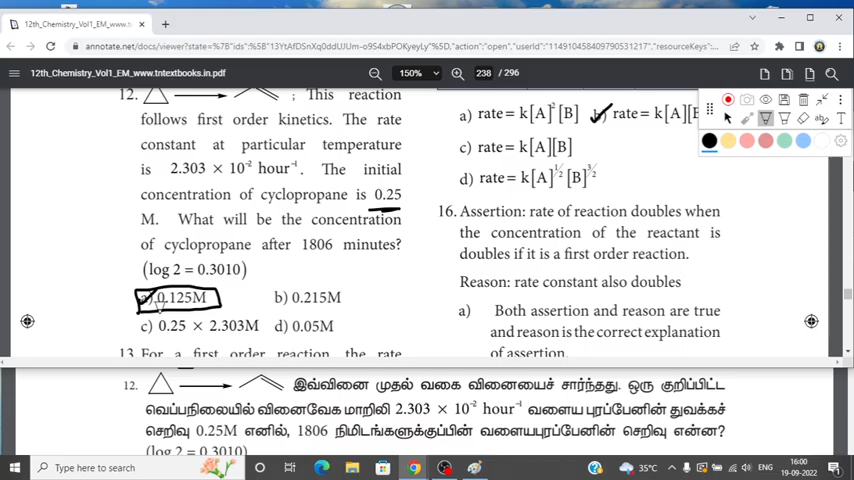 12th_Chemistry_Vol1_EM_www.tn
annotate.net/docs/viewer?state=%7B"ids"%5B"13YtAfDSnXq0ddUJUm-o9S4xbPOKyeyLy"%5D,"action":"open","userId":"114910458409790531217","resourceKeys"...
12th_Chemistry_Vol1_EM_www.tntextbooks.in.pdf
150%
238 / 296
12. ; This reaction
follows first order kinetics. The rate
constant at particular temperature
is 2.303 × 10⁻² hour⁻¹. The initial
concentration of cyclopropane is 0.25
M. What will be the concentration
of cyclopropane after 1806 minutes?
(log 2 = 0.3010)
a) 0.125M b) 0.215M
c) 0.25 × 2.303M d) 0.05M
13. For a first order reaction, the rate
a) rate = k[A]²[B] b) rate = k[A][B
c) rate = k[A][B]
d) rate = k[A]^1/2 [B]^3/2
16. Assertion: rate of reaction doubles when
the concentration of the reactant is
doubles if it is a first order reaction.
Reason: rate constant also doubles
a) Both assertion and reason are true
and reason is the correct explanation
of assertion.
12. இவ்வினை முதல் வகை வினையைச் சார்ந்தது. ஒரு குறிப்பிட்ட
வெப்பநிலையில் வினைவேக மாறிலி 2.303 × 10⁻² hour⁻¹ வளைய புரப்பேனின் துவக்கச்
செறிவு 0.25M எனில், 1806 நிமிடங்களுக்குப்பின் வளையபுரப்பேனின் செறிவு என்ன?
(log 2 = 0.3010)
Type here to search
35°C
ENG
16:00
19-09-2022